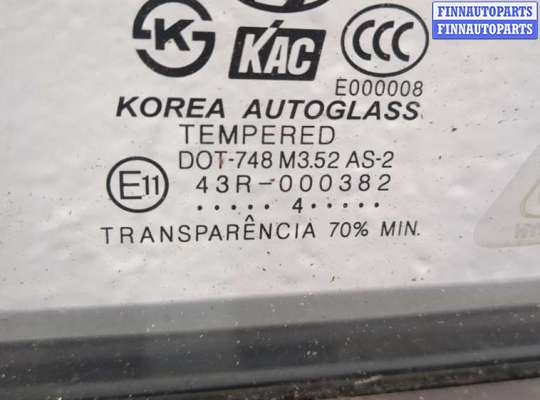 FINNAUTOPARTS
FINNAUTOPARTS
K
KAC
CCC
E000008
KOREA AUTOGLASS
TEMPERED
DOT-748 M3.52 AS-2
E11
43R-000382
..... 4 .....
TRANSPARÊNCIA 70% MIN.